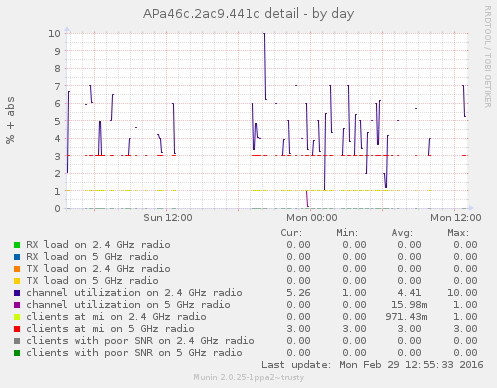 APa46c.2ac9.441c detail - by day
RRDTOOL / TOBI OETIKER
% + abs
10
9
8
7
6
5
4
3
2
1
0
Sun 12:00 Mon 00:00 Mon 12:00
Cur: Min: Avg: Max:
RX load on 2.4 GHz radio 0.00 0.00 0.00 0.00
RX load on 5 GHz radio 0.00 0.00 0.00 0.00
TX load on 2.4 GHz radio 0.00 0.00 0.00 0.00
TX load on 5 GHz radio 0.00 0.00 0.00 0.00
channel utilization on 2.4 GHz radio 5.26 1.00 4.41 10.00
channel utilization on 5 GHz radio 0.00 0.00 15.98m 1.00
clients at mi on 2.4 GHz radio 0.00 0.00 971.43m 1.00
clients at mi on 5 GHz radio 3.00 3.00 3.00 3.00
clients with poor SNR on 2.4 GHz radio 0.00 0.00 0.00 0.00
clients with poor SNR on 5 GHz radio 0.00 0.00 0.00 0.00
Last update: Mon Feb 29 12:55:33 2016
Munin 2.0.25-1ppa2~trusty